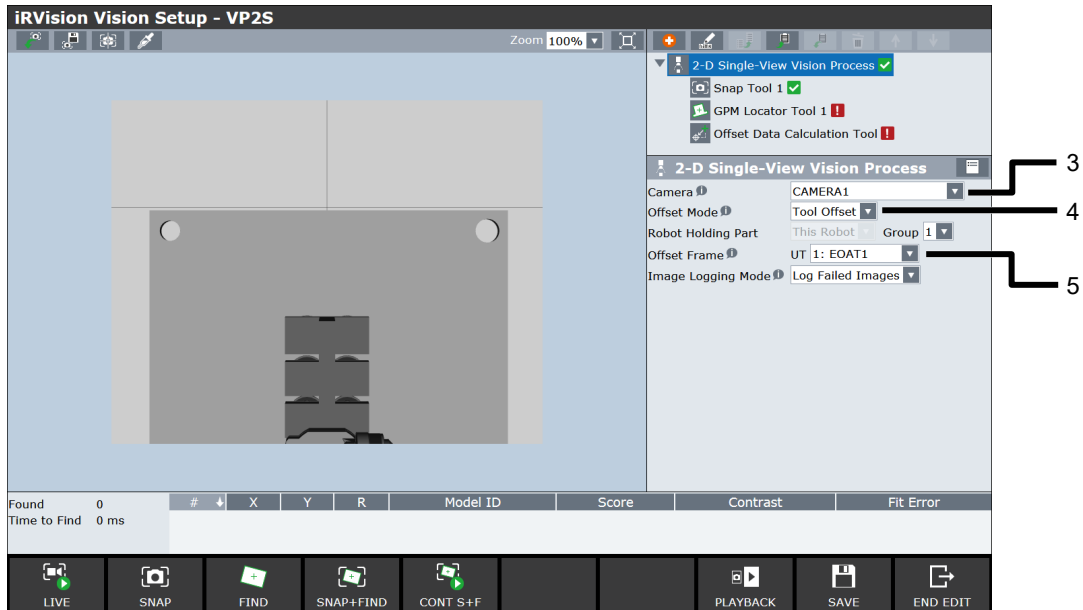 iRVision Vision Setup - VP2S
Zoom 100%
2-D Single-View Vision Process
Snap Tool 1
GPM Locator Tool 1
Offset Data Calculation Tool
2-D Single-View Vision Process
3
Camera CAMERA1
Offset Mode Tool Offset
4
Robot Holding Part This Robot Group 1
Offset Frame UT 1: EOAT1
Image Logging Mode Log Failed Images
5
Found 0
Time to Find 0 ms
# X Y R Model ID Score Contrast Fit Error
LIVE SNAP FIND SNAP+FIND CONT S+F PLAYBACK SAVE END EDIT